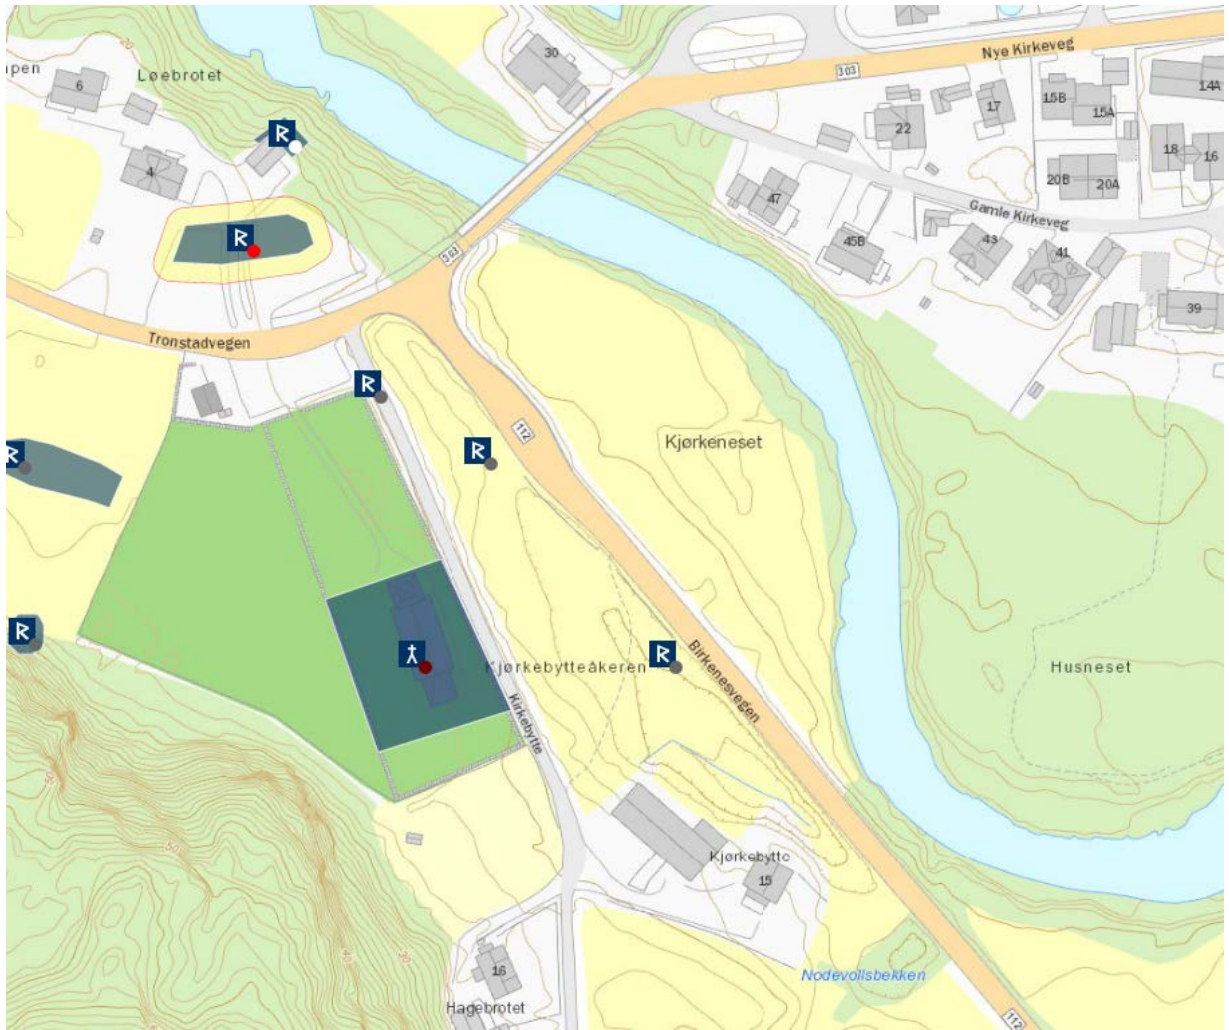 30
Nye Kirkeveg
303
20
apen
6
Løebrotet
15B
17
14A
15A
22
ᚱ
18
16
4
47
20B
20A
Gamle Kirkeveg
45B
43
41
ᚱ
303
39
Tronstadvegen
ᚱ
112
Kjørkeneset
ᚱ
ᚱ
ᚱ
ᚱ
Kjørkebytteåkeren
Birkenesvegen
Husneset
Kirkebytte
50
50
Kjørkebytte
15
40
30
16
Nodevollsbekken
Hagebrotet
112